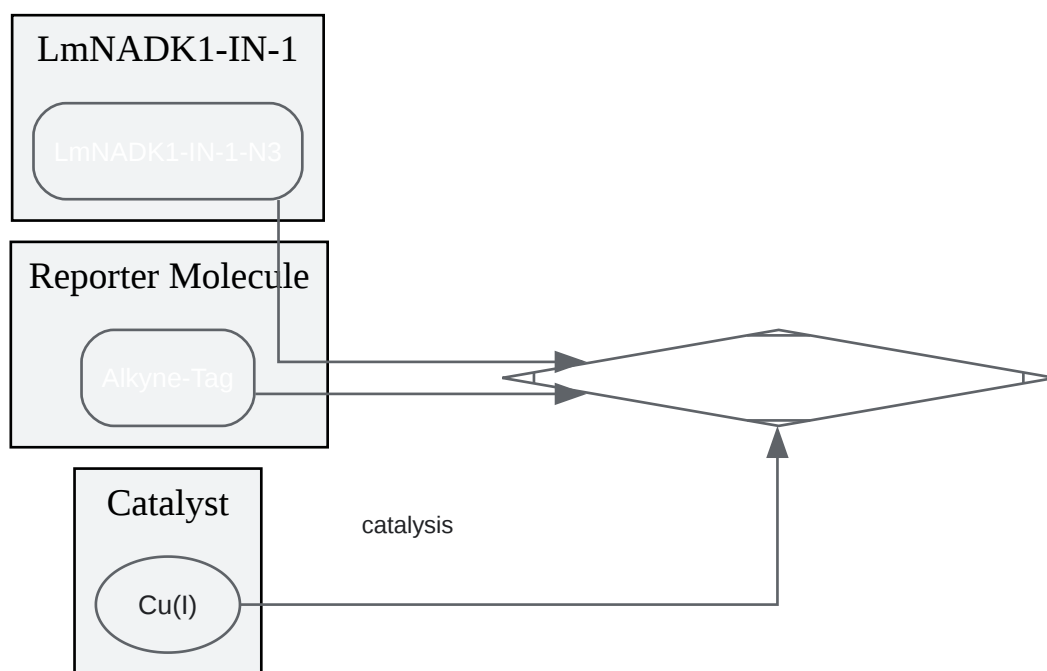 LmNADK1-IN-1
LmNADK1-IN-1-N3
Reporter Molecule
Alkyne-Tag
Catalyst
catalysis
Cu(I)